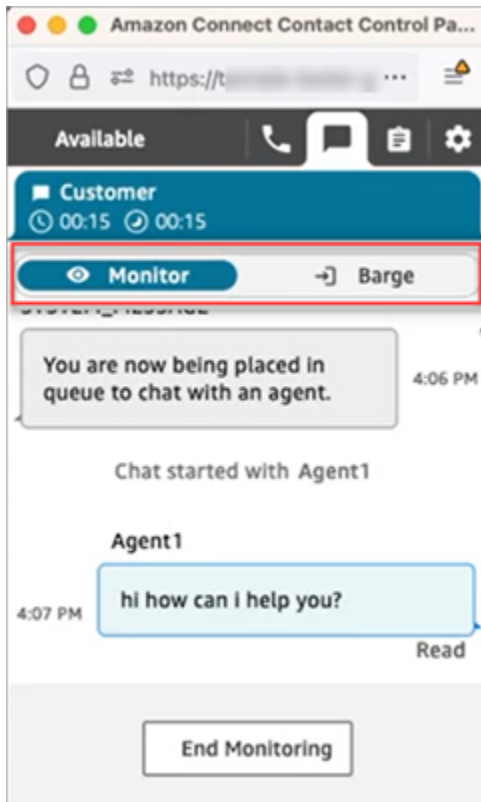 Amazon Connect Contact Control Pa...
https://t
...
Available
Customer
00:15 00:15
Monitor
Barge
SYSTEM_MESSAGE
You are now being placed in
queue to chat with an agent.
4:06 PM
Chat started with Agent1
Agent1
hi how can i help you?
4:07 PM
Read
End Monitoring